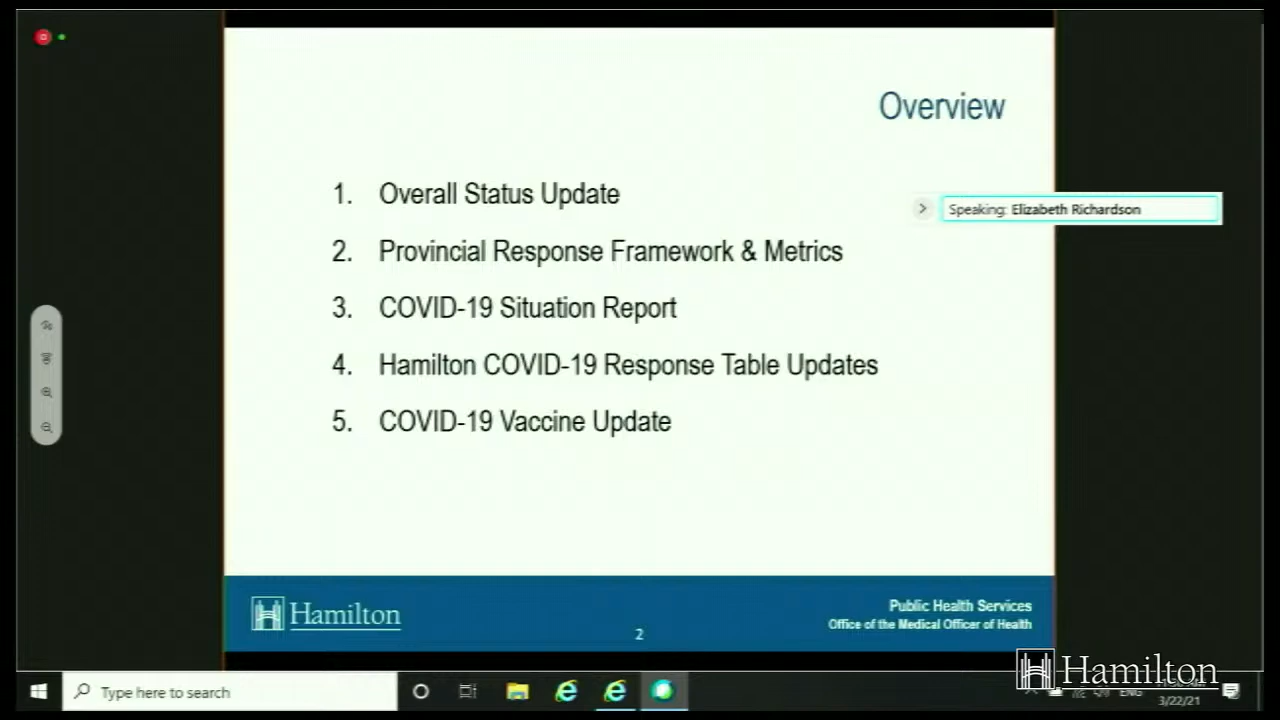 Overview
1. Overall Status Update
Speaking: Elizabeth Richardson
2. Provincial Response Framework & Metrics
3. COVID-19 Situation Report
4. Hamilton COVID-19 Response Table Updates
5. COVID-19 Vaccine Update
Hamilton
2
Public Health Services
Office of the Medical Officer of Health
Hamilton
Type here to search
ENG
3/22/21